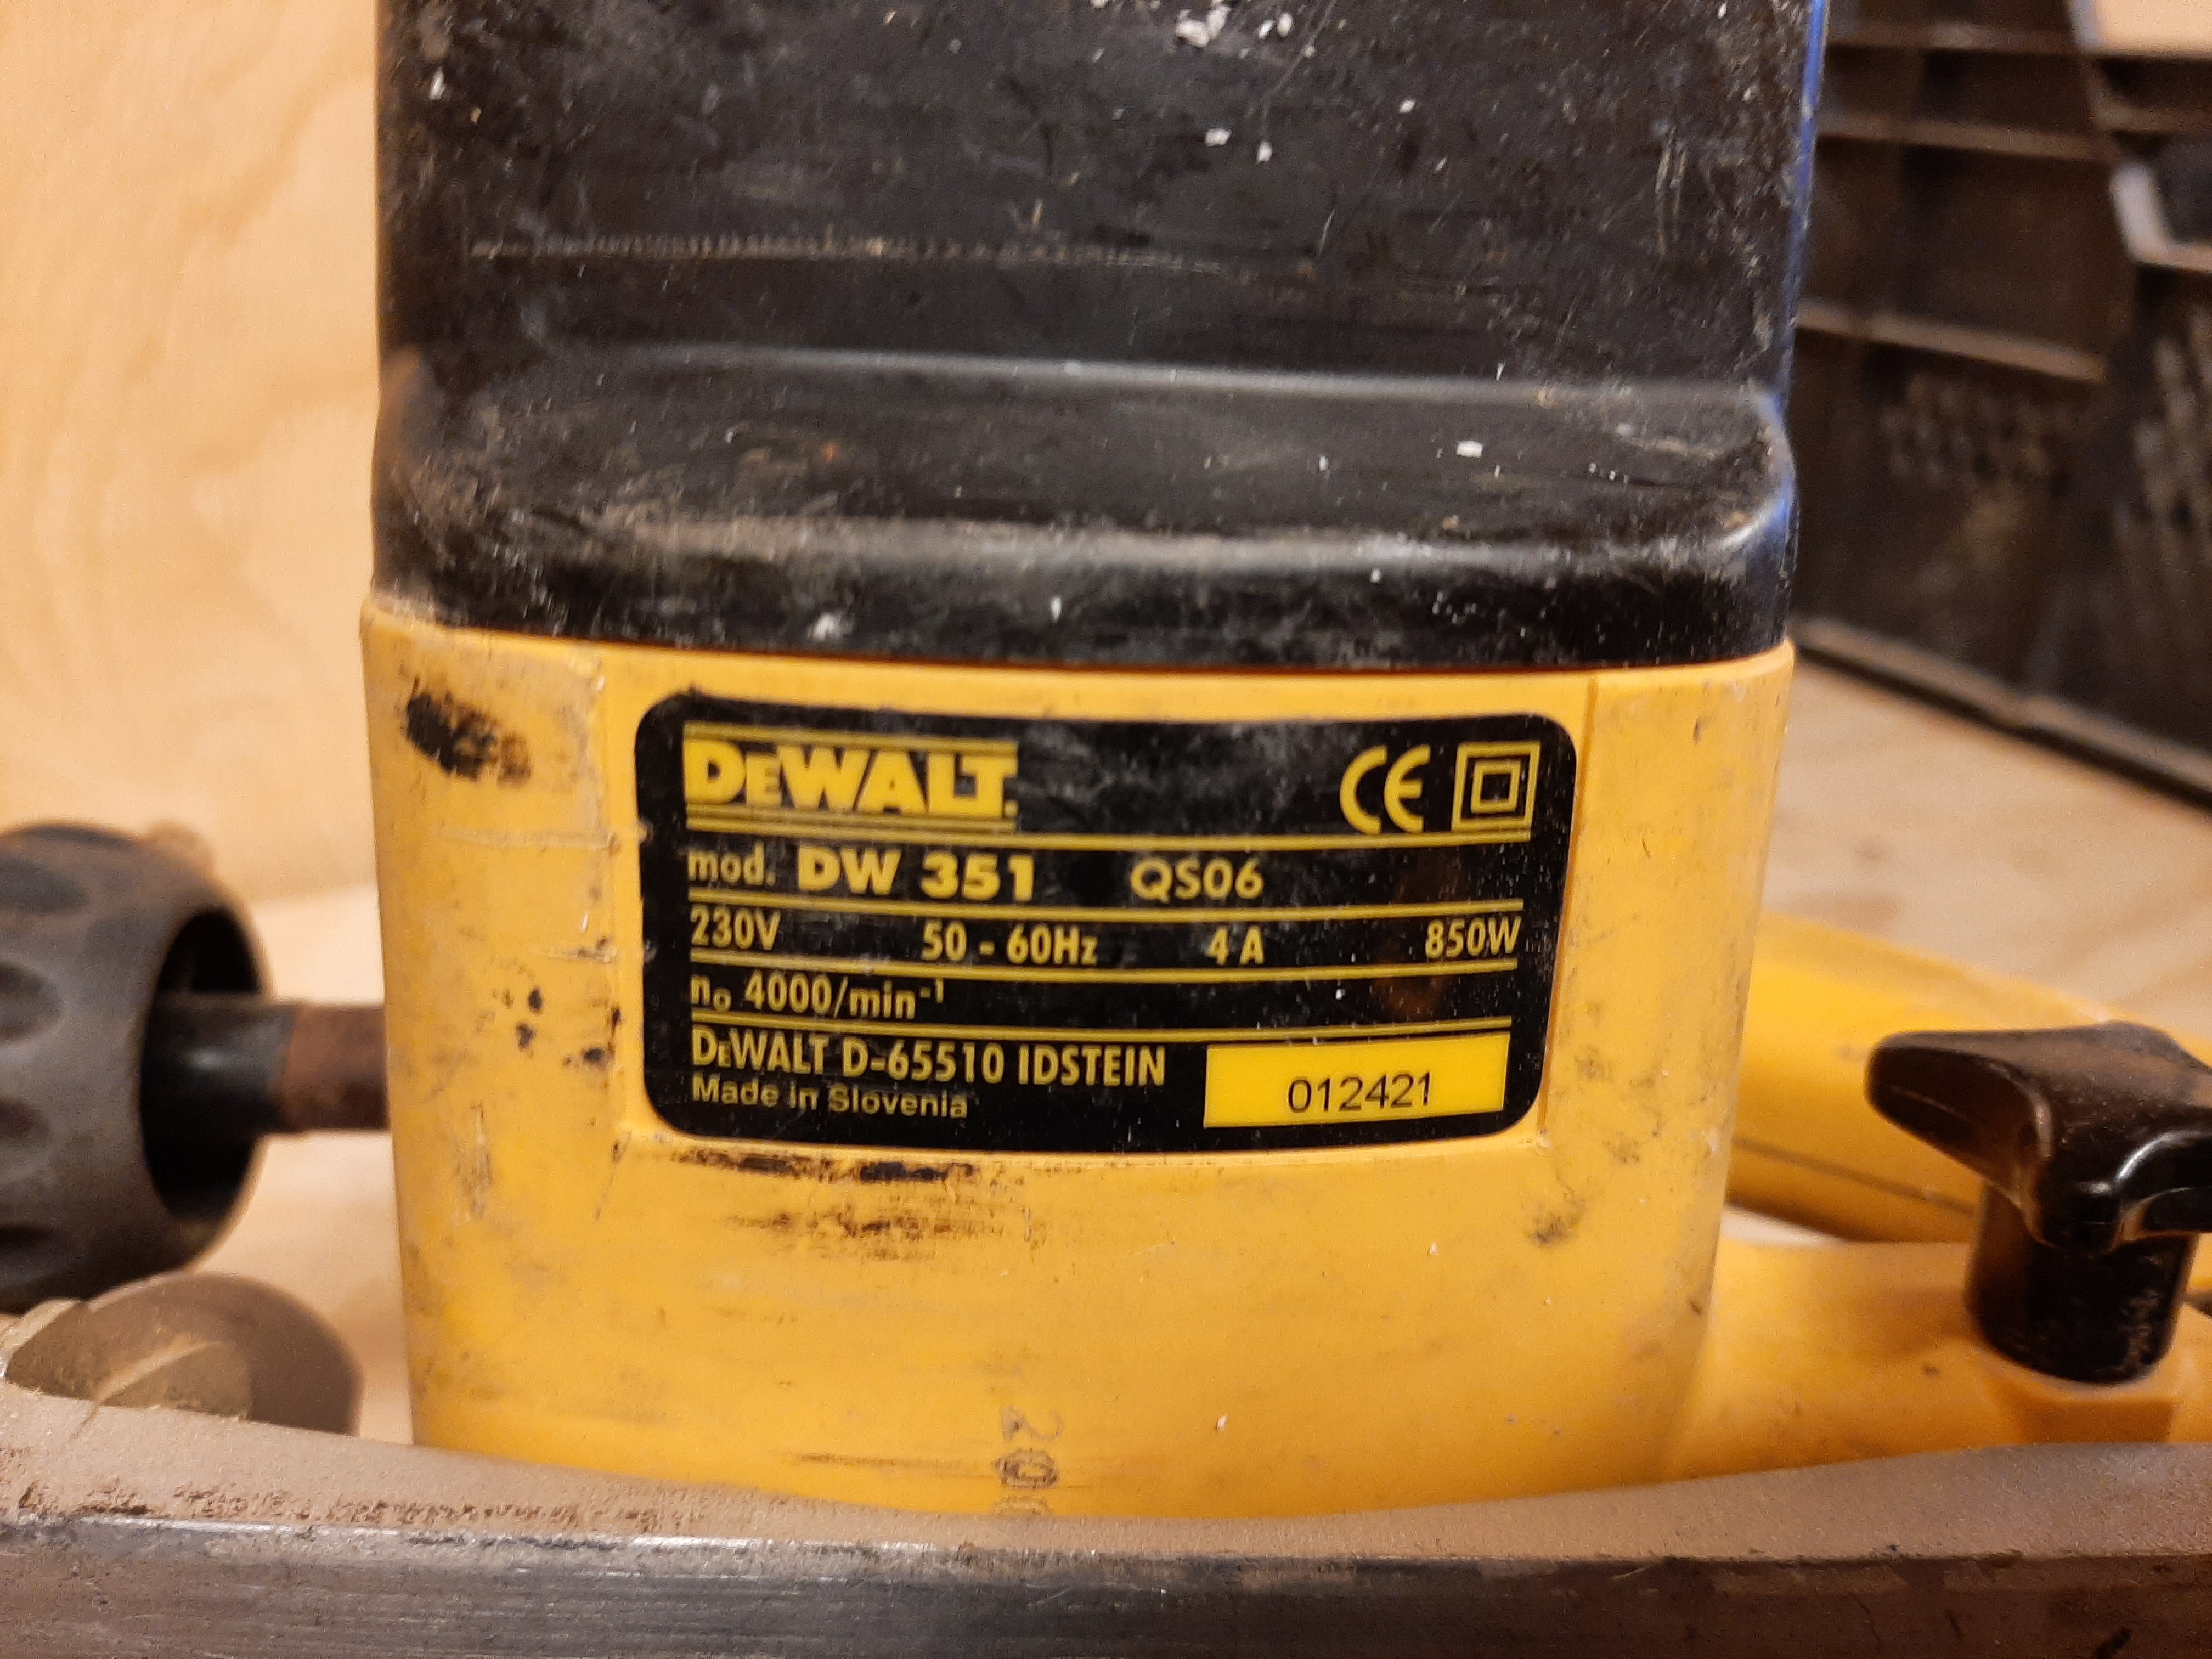 DEWALT.
CE
mod. DW 351 QS06
230V 50 - 60Hz 4 A 850W
n₀ 4000/min⁻¹
DEWALT D-65510 IDSTEIN
Made in Slovenia
012421